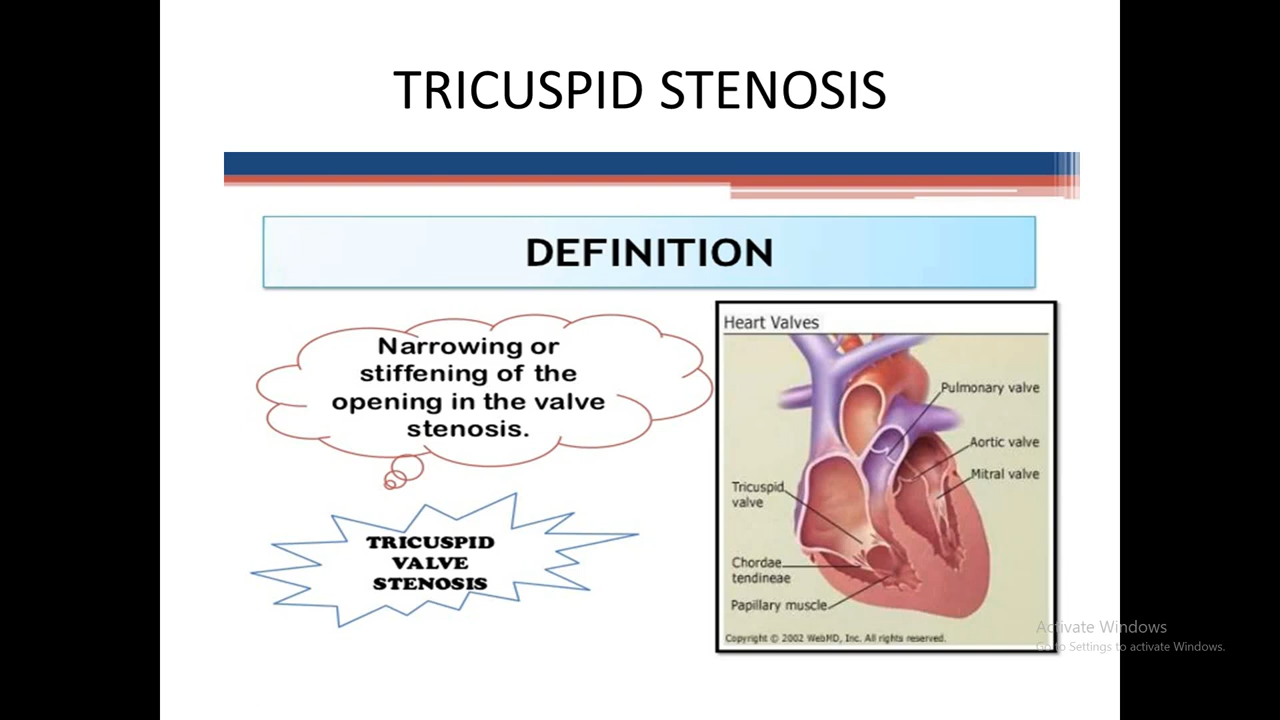 TRICUSPID STENOSIS
DEFINITION
Narrowing or
stiffening of the
opening in the valve
stenosis.
TRICUSPID
VALVE
STENOSIS
Heart Valves
Pulmonary valve
Aortic valve
Mitral valve
Tricuspid
valve
Chordae
tendineae
Papillary muscle
Copyright © 2002 WebMD, Inc. All rights reserved.
Activate Windows
Go to Settings to activate Windows.